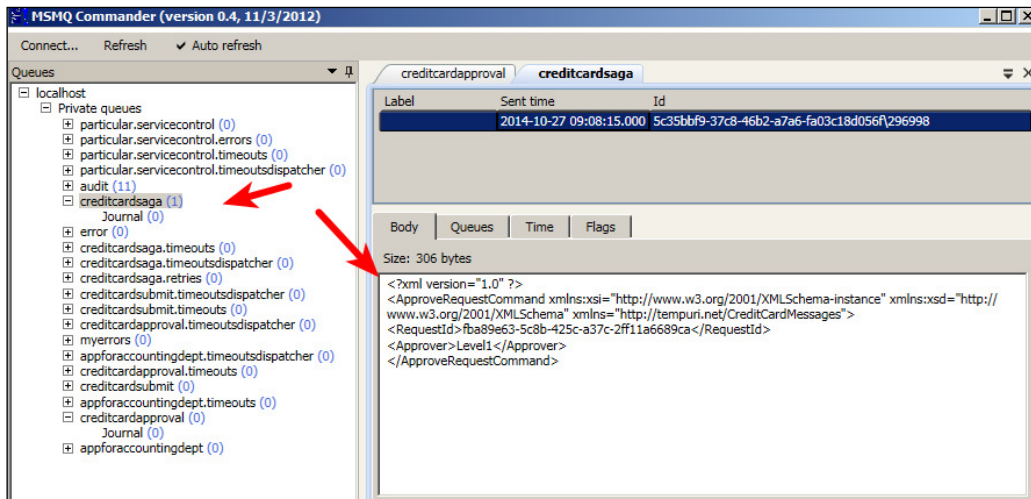 MSMQ Commander (version 0.4, 11/3/2012)
Connect... Refresh ✔ Auto refresh
Queues
localhost
Private queues
particular.servicecontrol (0)
particular.servicecontrol.errors (0)
particular.servicecontrol.timeouts (0)
particular.servicecontrol.timeoutsdispatcher (0)
audit (11)
creditcardsaga (1)
Journal (0)
error (0)
creditcardsaga.timeouts (0)
creditcardsaga.timeoutsdispatcher (0)
creditcardsaga.retries (0)
creditcardsubmit.timeoutsdispatcher (0)
creditcardsubmit.timeouts (0)
creditcardapproval.timeoutsdispatcher (0)
myerrors (0)
appforaccountingdept.timeoutsdispatcher (0)
creditcardapproval.timeouts (0)
creditcardsubmit (0)
appforaccountingdept.timeouts (0)
creditcardapproval (0)
Journal (0)
appforaccountingdept (0)
creditcardapproval creditcardsaga
Label Sent time Id
2014-10-27 09:08:15.000 5c35bbf9-37c8-46b2-a7a6-fa03c18d056f\296998
Body Queues Time Flags
Size: 306 bytes
<?xml version="1.0" ?>
<ApproveRequestCommand xmlns:xsi="http://www.w3.org/2001/XMLSchema-instance" xmlns:xsd="http://
www.w3.org/2001/XMLSchema" xmlns="http://tempuri.net/CreditCardMessages">
<RequestId>fba89e63-5c8b-425c-a37c-2ff11a6689ca</RequestId>
<Approver>Level1</Approver>
</ApproveRequestCommand>